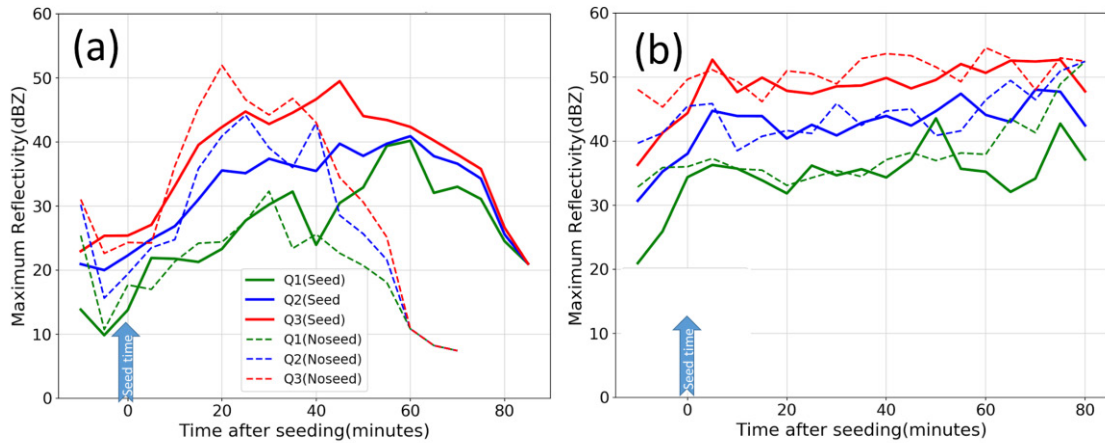 (a)
Maximum Reflectivity(dBZ)
60
50
40
30
20
10
0
Seed time
Q1(Seed)
Q2(Seed
Q3(Seed)
Q1(Noseed)
Q2(Noseed)
Q3(Noseed)
0 20 40 60 80
Time after seeding(minutes)
(b)
Maximum Reflectivity(dBZ)
60
50
40
30
20
10
0
Seed time
0 20 40 60 80
Time after seeding(minutes)